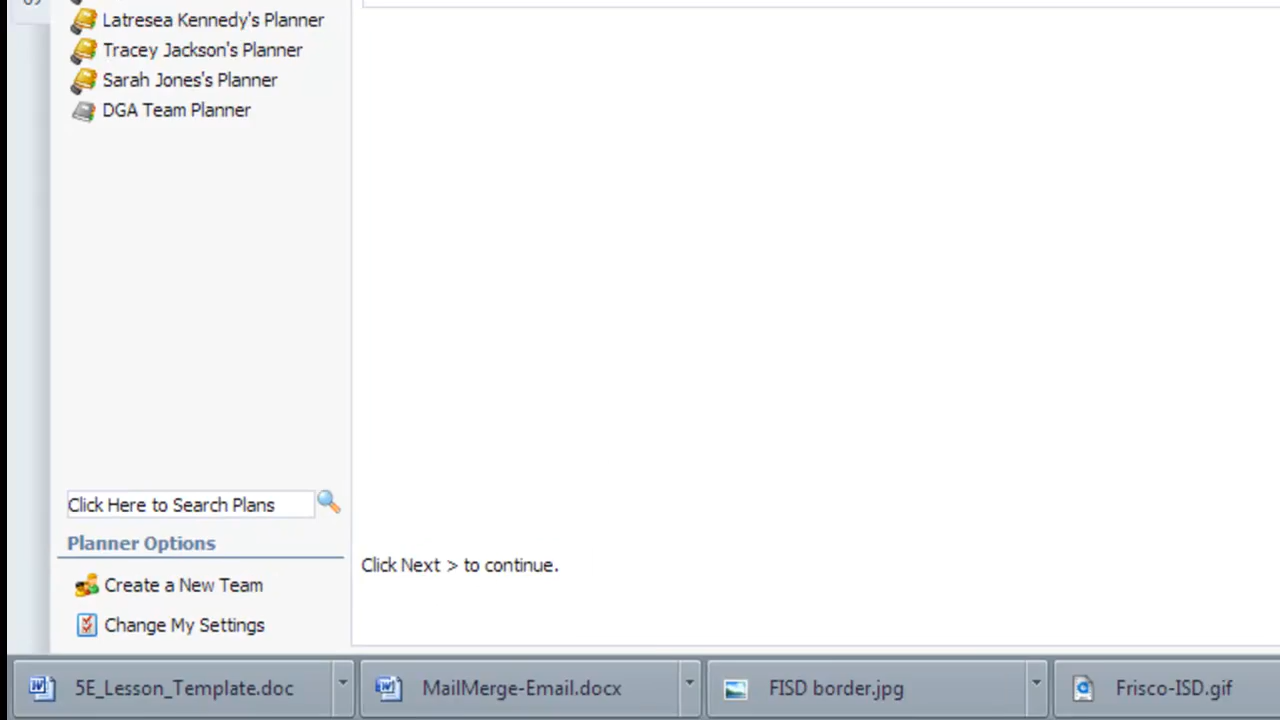 Latresea Kennedy's Planner
Tracey Jackson's Planner
Sarah Jones's Planner
DGA Team Planner
Click Here to Search Plans
Planner Options
Create a New Team
Change My Settings
Click Next > to continue.
5E_Lesson_Template.doc
MailMerge-Email.docx
FISD border.jpg
Frisco-ISD.gif